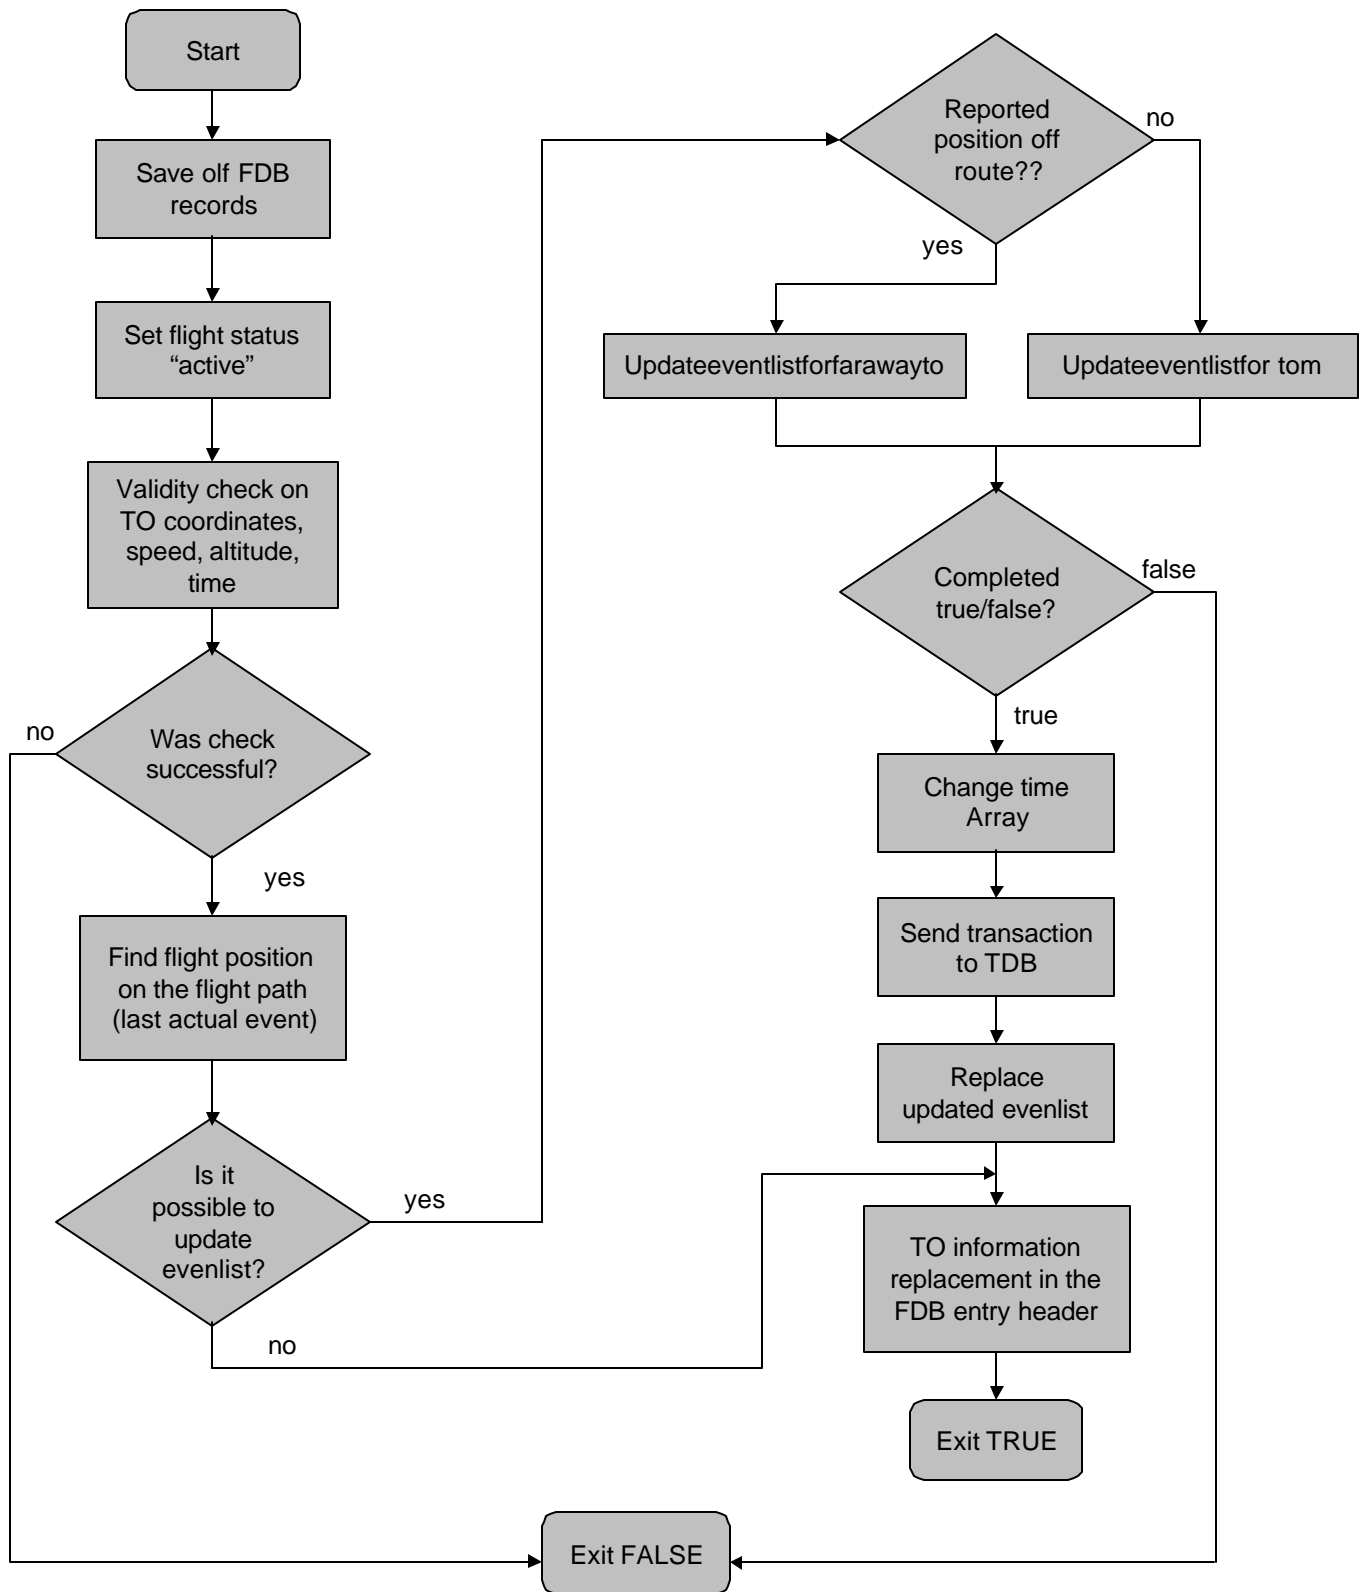 Start
Save olf FDB
records
Set flight status
“active”
Validity check on
TO coordinates,
speed, altitude,
time
no
Was check
successful?
yes
Find flight position
on the flight path
(last actual event)
Is it
possible to
update
evenlist?
yes
no
Reported
position off
route??
no
yes
Updateeventlistforfarawayto
Updateeventlistfor tom
Completed
true/false?
false
true
Change time
Array
Send transaction
to TDB
Replace
updated evenlist
TO information
replacement in the
FDB entry header
Exit TRUE
Exit FALSE